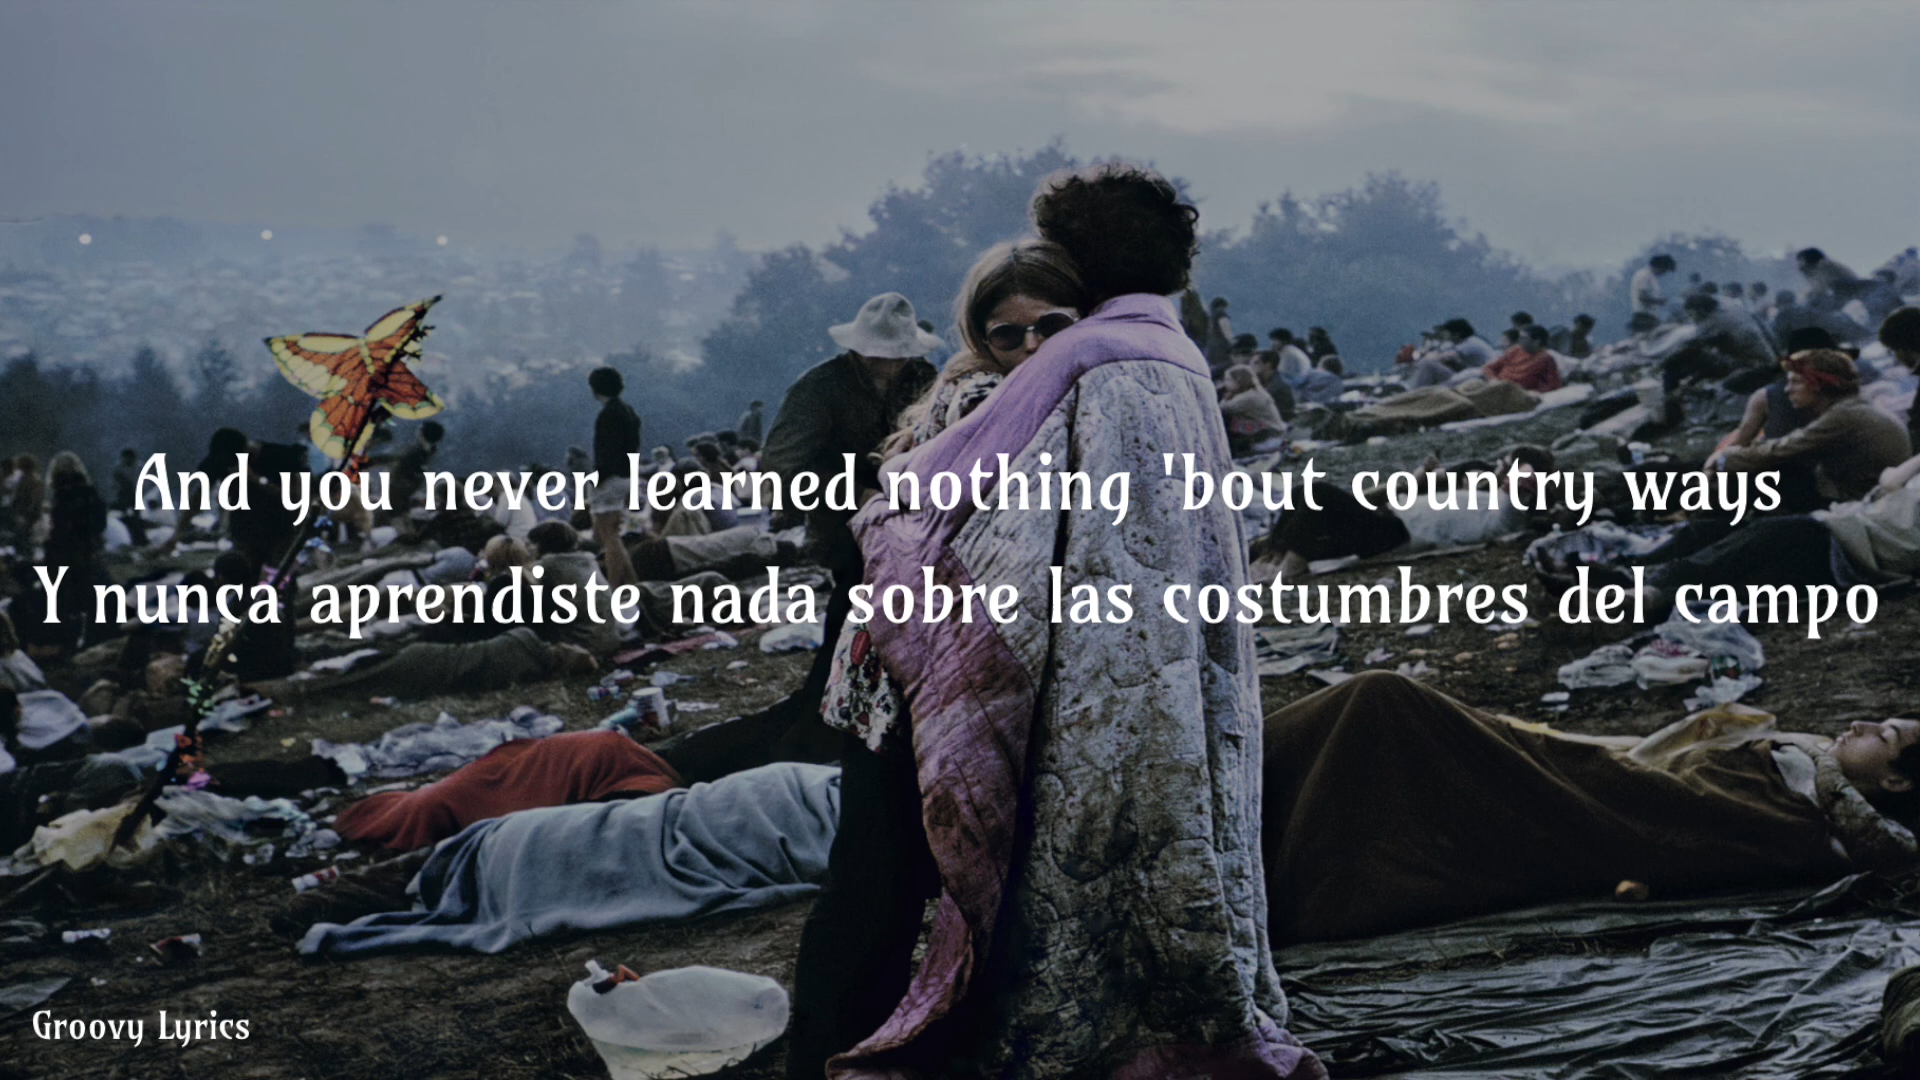 And you never learned nothing 'bout country ways
Y nunca aprendiste nada sobre las costumbres del campo
Groovy Lyrics